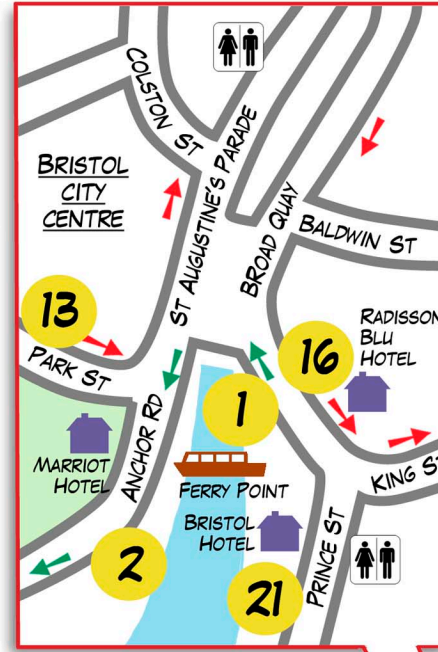 COLSTON ST
ST AUGUSTINE'S PARADE
BRISTOL
CITY
CENTRE
BROAD QUAY
BALDWIN ST
13
PARK ST
16
RADISSON
BLU
HOTEL
1
ANCHOR RD
MARRIOT
HOTEL
FERRY POINT
KING ST
BRISTOL
HOTEL
PRINCE ST
2
21